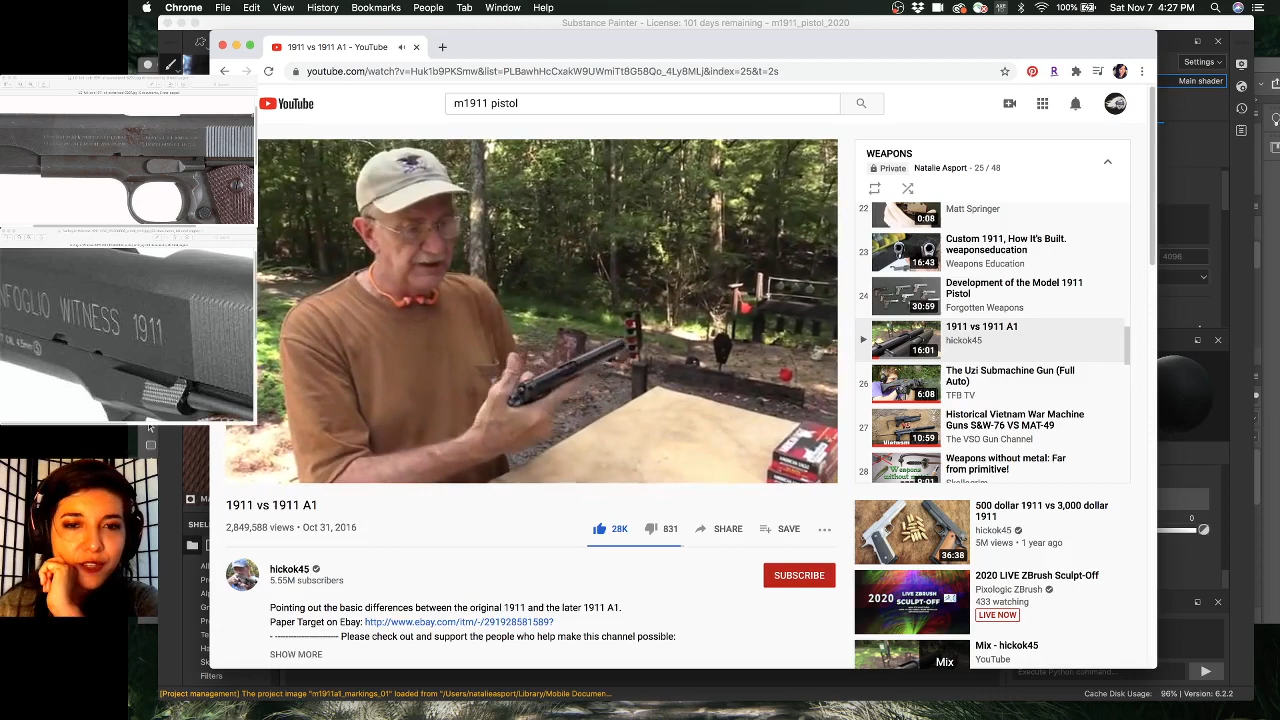 Chrome File Edit View History Bookmarks People Tab Window Help 100% Sat Nov 7 4:27 PM
Substance Painter - License: 101 days remaining - m1911_pistol_2020
1911 vs 1911 A1 - YouTube
youtube.com/watch?v=Huk1b9PKSmw&list=PLBawhHcCxakW9UWmiTt8G58Qo_4Ly8MLj&index=25&t=2s
Settings
Main shader
YouTube
m1911 pistol
WEAPONS
Private Natalie Asport - 25 / 48
22
0:08
Matt Springer
23
16:43
Custom 1911, How It's Built.
weaponseducation
Weapons Education
24
30:59
Development of the Model 1911
Pistol
Forgotten Weapons
16:01
1911 vs 1911 A1
hickok45
26
6:08
The Uzi Submachine Gun (Full
Auto)
TFB TV
27
10:59
Historical Vietnam War Machine
Guns S&W-76 VS MAT-49
The VSO Gun Channel
28
Weapons without metal: Far
from primitive!
4096
NFOGLIO WITNESS 1911
1911 vs 1911 A1
2,849,588 views • Oct 31, 2016
28K 831 SHARE SAVE
hickok45
5.55M subscribers
SUBSCRIBE
Pointing out the basic differences between the original 1911 and the later 1911 A1.
Paper Target on Ebay: http://www.ebay.com/itm/-/291928581589?
- ------------------- Please check out and support the people who help make this channel possible:
SHOW MORE
36:38
500 dollar 1911 vs 3,000 dollar
1911
hickok45
5M views • 1 year ago
2020 LIVE ZBRUSH SCULPT-OFF
2020 LIVE ZBrush Sculpt-Off
Pixologic ZBrush
433 watching
LIVE NOW
Mix
Mix - hickok45
YouTube
0
Filters
Execute Python command...
[Project management] The project image "m1911a1_markings_01" loaded from "/Users/natalieasport/Library/Mobile Documen...
Cache Disk Usage: 96% | Version: 6.2.2